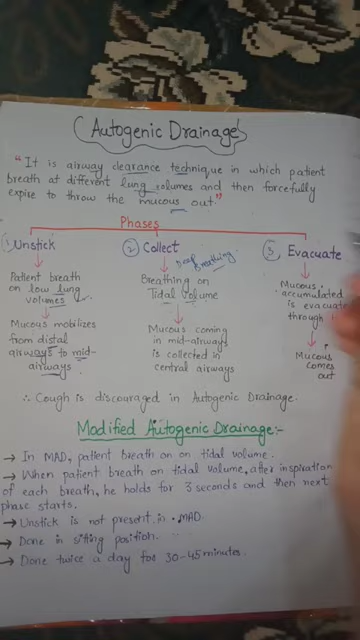 Autogenic Drainage
"It is airway clearance technique in which patient
breath at different lung volumes and then forcefully
expire to throw the mucous out"
Phases
1, Unstick
Patient breath
on low lung
volumes
Mucous mobilizes
from distal
airways to mid-
airways
2, Collect
Deep Breathing
Breathing on
Tidal volume
Mucous coming
in mid-airways
is collected in
central airways
3, Evacuate
Mucous
accumulated
is evacuated
through
Mucous
comes
out
∴ Cough is discouraged in Autogenic Drainage.
Modified Autogenic Drainage:-
→ In MAD, patient breath on on tidal volume.
→ When patient breath on tidal volume, after inspiration
of each breath, he holds for 3 seconds and then next
phase starts.
→ Unstick is not present in MAD.
→ Done in sitting position.
→ Done twice a day for 30-45 minutes.